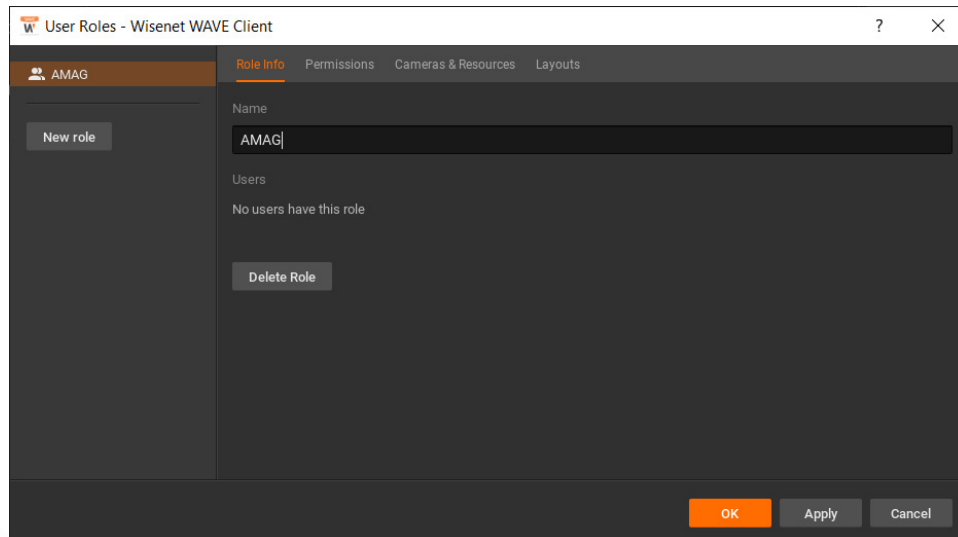 User Roles - Wisenet WAVE Client ?
AMAG
New role
Role Info Permissions Cameras & Resources Layouts
Name
AMAG
Users
No users have this role
Delete Role
OK Apply Cancel